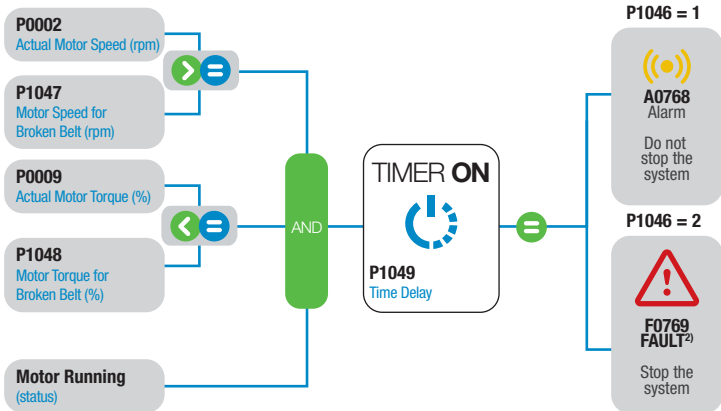 P0002
Actual Motor Speed (rpm)
P1047
Motor Speed for
Broken Belt (rpm)
> =
P0009
Actual Motor Torque (%)
P1048
Motor Torque for
Broken Belt (%)
< =
Motor Running
(status)
AND
TIMER ON
P1049
Time Delay
=
P1046 = 1
A0768
Alarm
Do not
stop the
system
P1046 = 2
!
F0769
FAULT²⁾
Stop the
system